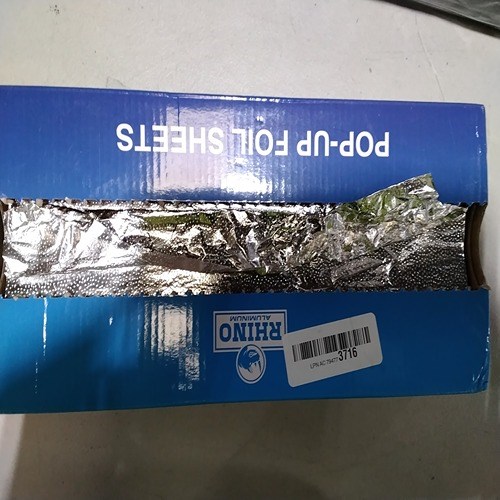 POP-UP FOIL SHEETS
RHINO
ALUMINUM
3716